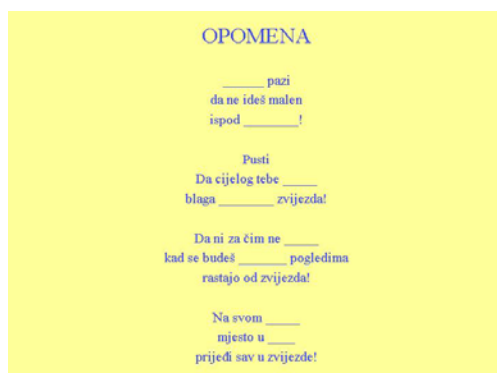 OPOMENA
______ pazi
da ne ideš malen
ispod ________!
Pusti
Da cijelog tebe _____
blaga ________ zvijezda!
Da ni za čim ne _____
kad se budeš _______ pogledima
rastajo od zvijezda!
Na svom _____
mjesto u ____
prijeđi sav u zvijezde!